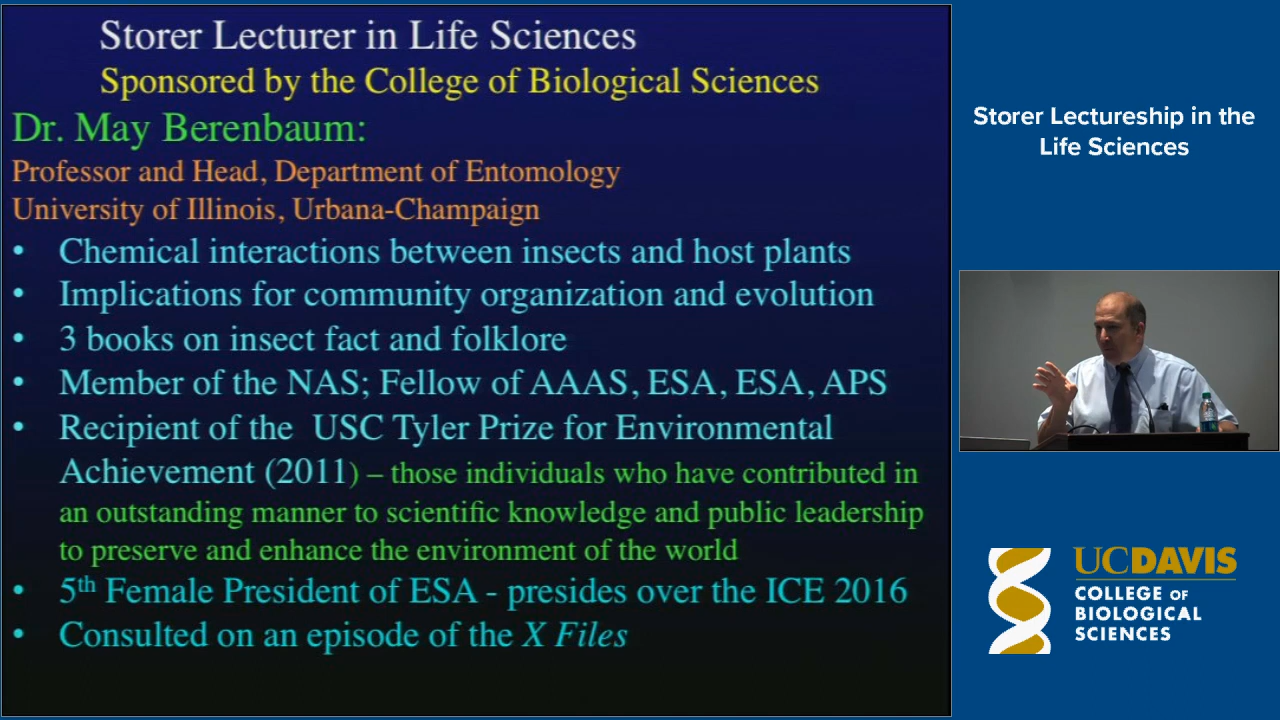 Storer Lecturer in Life Sciences
Sponsored by the College of Biological Sciences
Dr. May Berenbaum:
Professor and Head, Department of Entomology
University of Illinois, Urbana-Champaign
• Chemical interactions between insects and host plants
• Implications for community organization and evolution
• 3 books on insect fact and folklore
• Member of the NAS; Fellow of AAAS, ESA, ESA, APS
• Recipient of the  USC Tyler Prize for Environmental
Achievement (2011) – those individuals who have contributed in
an outstanding manner to scientific knowledge and public leadership
to preserve and enhance the environment of the world
• 5th Female President of ESA - presides over the ICE 2016
• Consulted on an episode of the X Files
Storer Lectureship in the
Life Sciences
UCDAVIS
COLLEGE OF
BIOLOGICAL
SCIENCES